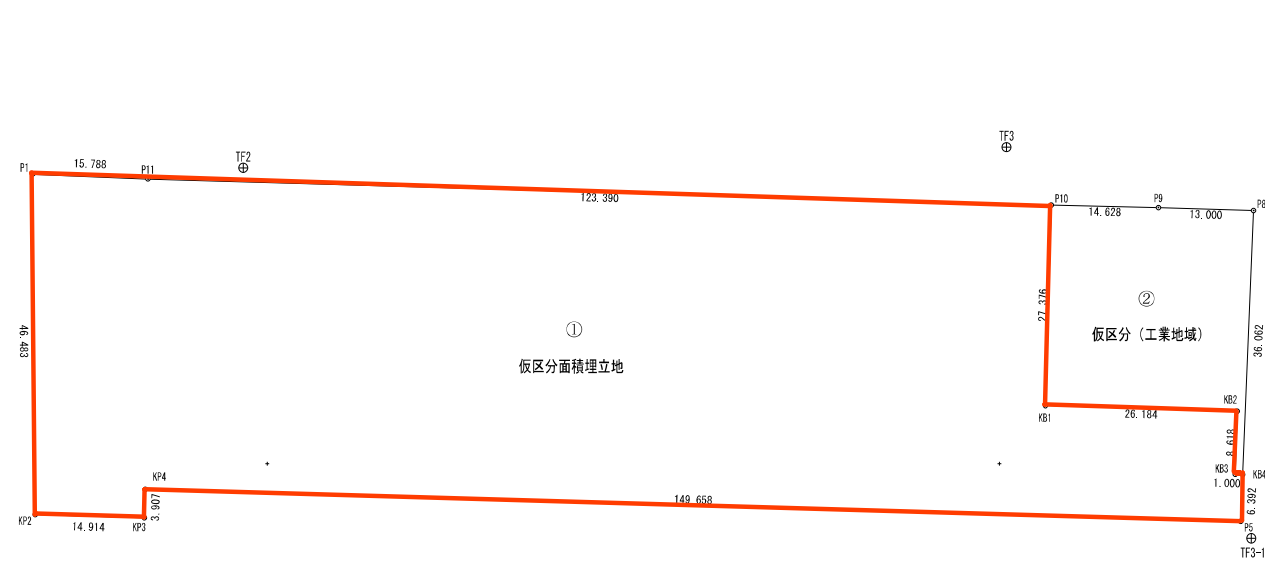 TF3
TF2
P1
15.788
P11
123.390
P10
14.628
P9
13.000
P8
46.483
27.376
①
仮区分面積埋立地
②
仮区分（工業地域）
36.062
KB1
26.184
KB2
8.618
KB3
1.000
KB4
6.392
KP4
3.907
149.658
KP2
14.914
KP3
P5
TF3-1